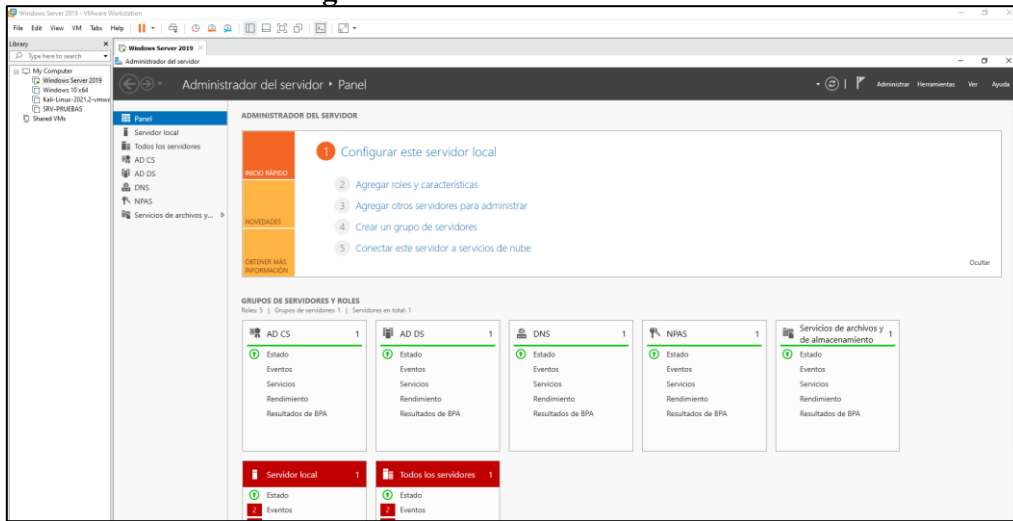 g
Windows Server 2019 - VMware Workstation
File Edit View VM Tabs Help
Library
Type here to search
My Computer
Windows Server 2019
Windows 10 x64
Kali-Linux-2021.2-vmwa
SRV-PRUEBAS
Shared VMs
Windows Server 2019
Administrador del servidor
Administrador del servidor ‣ Panel
Administrar Herramientas Ver Ayuda
Panel
Servidor local
Todos los servidores
AD CS
AD DS
DNS
NPAS
Servicios de archivos y...
ADMINISTRADOR DEL SERVIDOR
INICIO RÁPIDO
NOVEDADES
OBTENER MÁS
INFORMACIÓN
1 Configurar este servidor local
2 Agregar roles y características
3 Agregar otros servidores para administrar
4 Crear un grupo de servidores
5 Conectar este servidor a servicios de nube
Ocultar
GRUPOS DE SERVIDORES Y ROLES
Roles: 5 | Grupos de servidores: 1 | Servidores en total: 1
AD CS 1
Estado
Eventos
Servicios
Rendimiento
Resultados de BPA
AD DS 1
Estado
Eventos
Servicios
Rendimiento
Resultados de BPA
DNS 1
Estado
Eventos
Servicios
Rendimiento
Resultados de BPA
NPAS 1
Estado
Eventos
Servicios
Rendimiento
Resultados de BPA
Servicios de archivos y
de almacenamiento 1
Estado
Eventos
Servicios
Rendimiento
Resultados de BPA
Servidor local 1
Estado
2 Eventos
Todos los servidores 1
Estado
2 Eventos